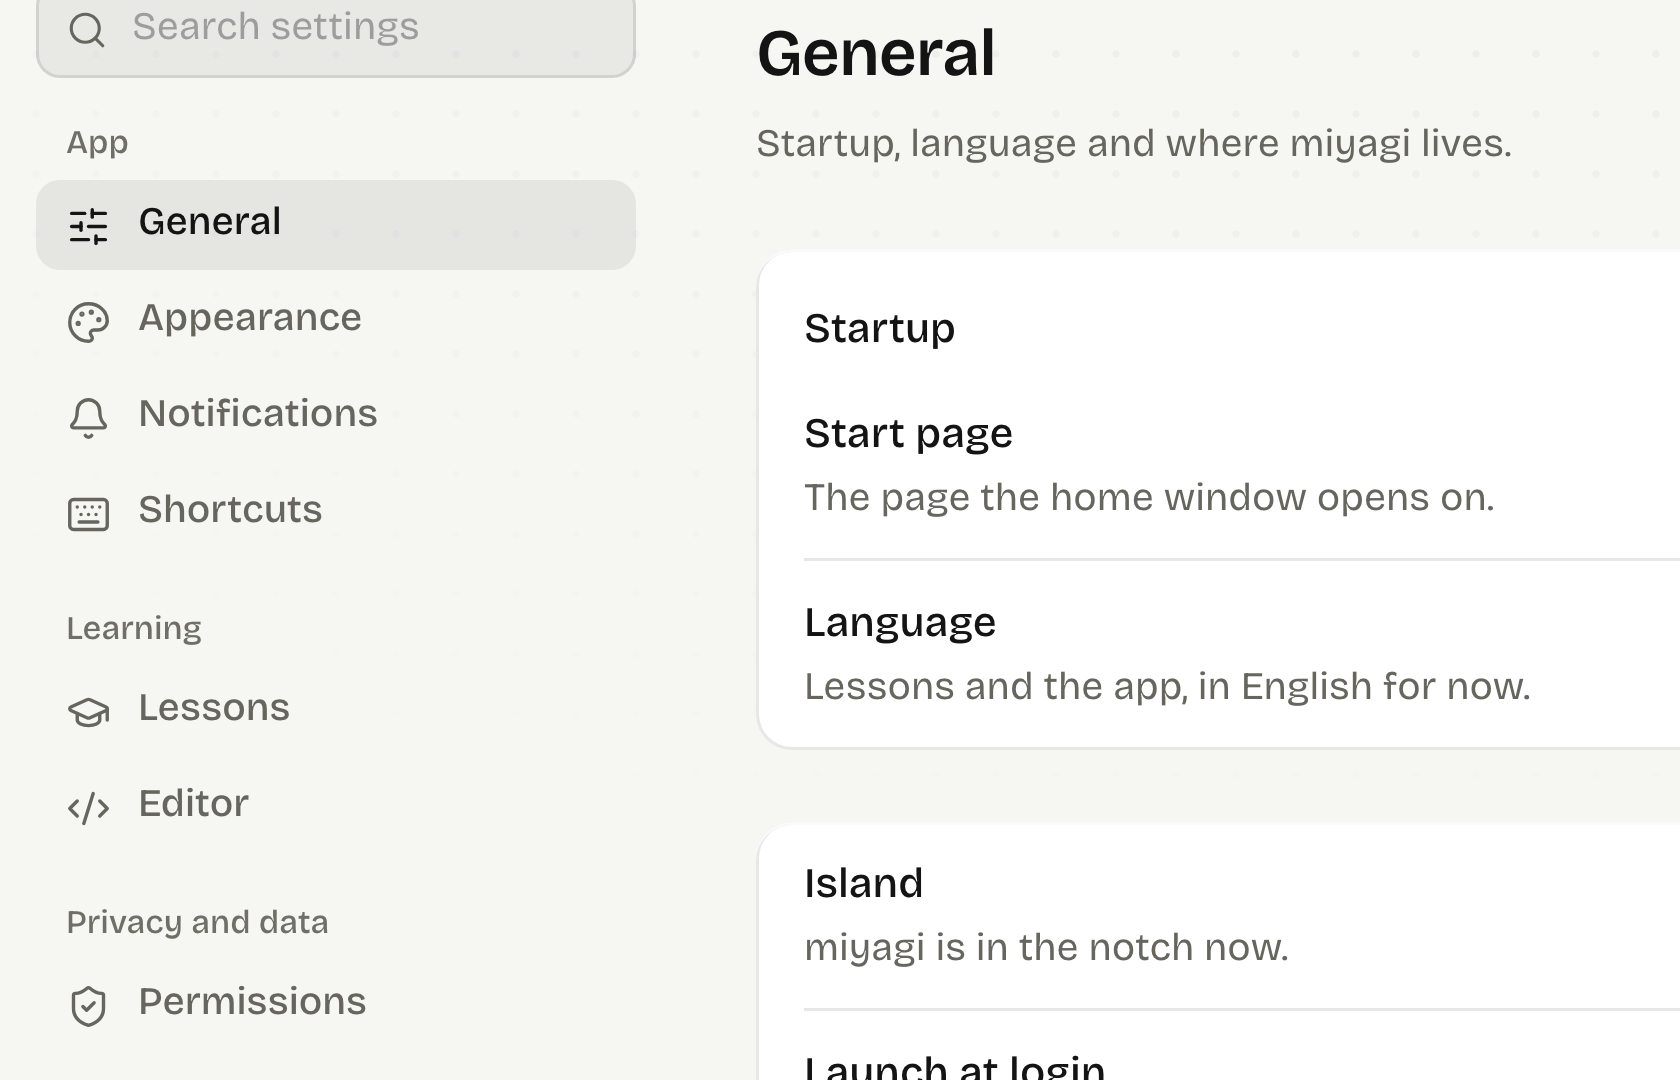 Search settings
App
General
Appearance
Notifications
Shortcuts
Learning
Lessons
Editor
Privacy and data
Permissions
General
Startup, language and where miyagi lives.
Startup
Start page
The page the home window opens on.
Language
Lessons and the app, in English for now.
Island
miyagi is in the notch now.
Launch at login